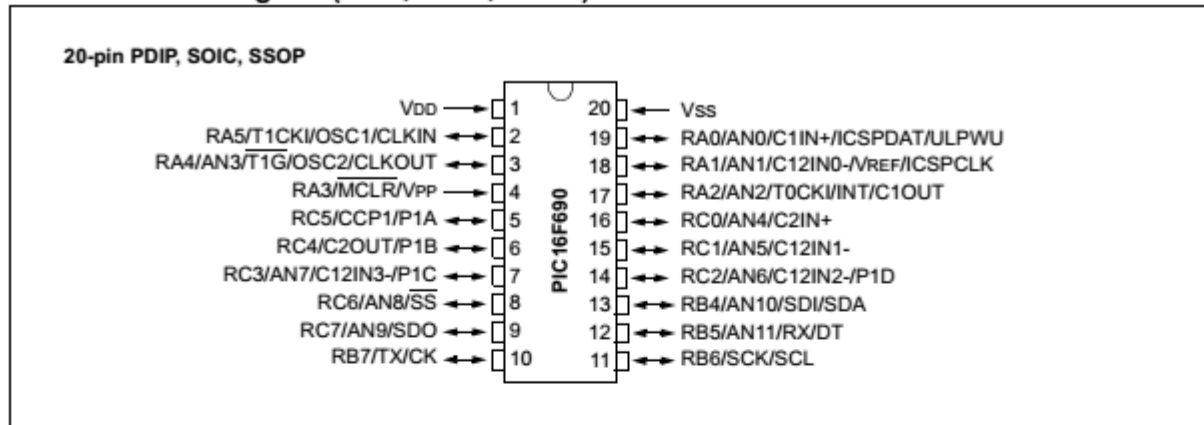 20-pin PDIP, SOIC, SSOP
VDD 1 20 VSS
RA5/T1CKI/OSC1/CLKIN 2 19 RA0/AN0/C1IN+/ICSPDAT/ULPWU
RA4/AN3/T1G/OSC2/CLKOUT 3 18 RA1/AN1/C12IN0-/VREF/ICSPCLK
RA3/MCLR/VPP 4 17 RA2/AN2/T0CKI/INT/C1OUT
RC5/CCP1/P1A 5 16 RC0/AN4/C2IN+
RC4/C2OUT/P1B 6 15 RC1/AN5/C12IN1-
RC3/AN7/C12IN3-/P1C 7 14 RC2/AN6/C12IN2-/P1D
RC6/AN8/SS 8 13 RB4/AN10/SDI/SDA
RC7/AN9/SDO 9 12 RB5/AN11/RX/DT
RB7/TX/CK 10 11 RB6/SCK/SCL
PIC16F690